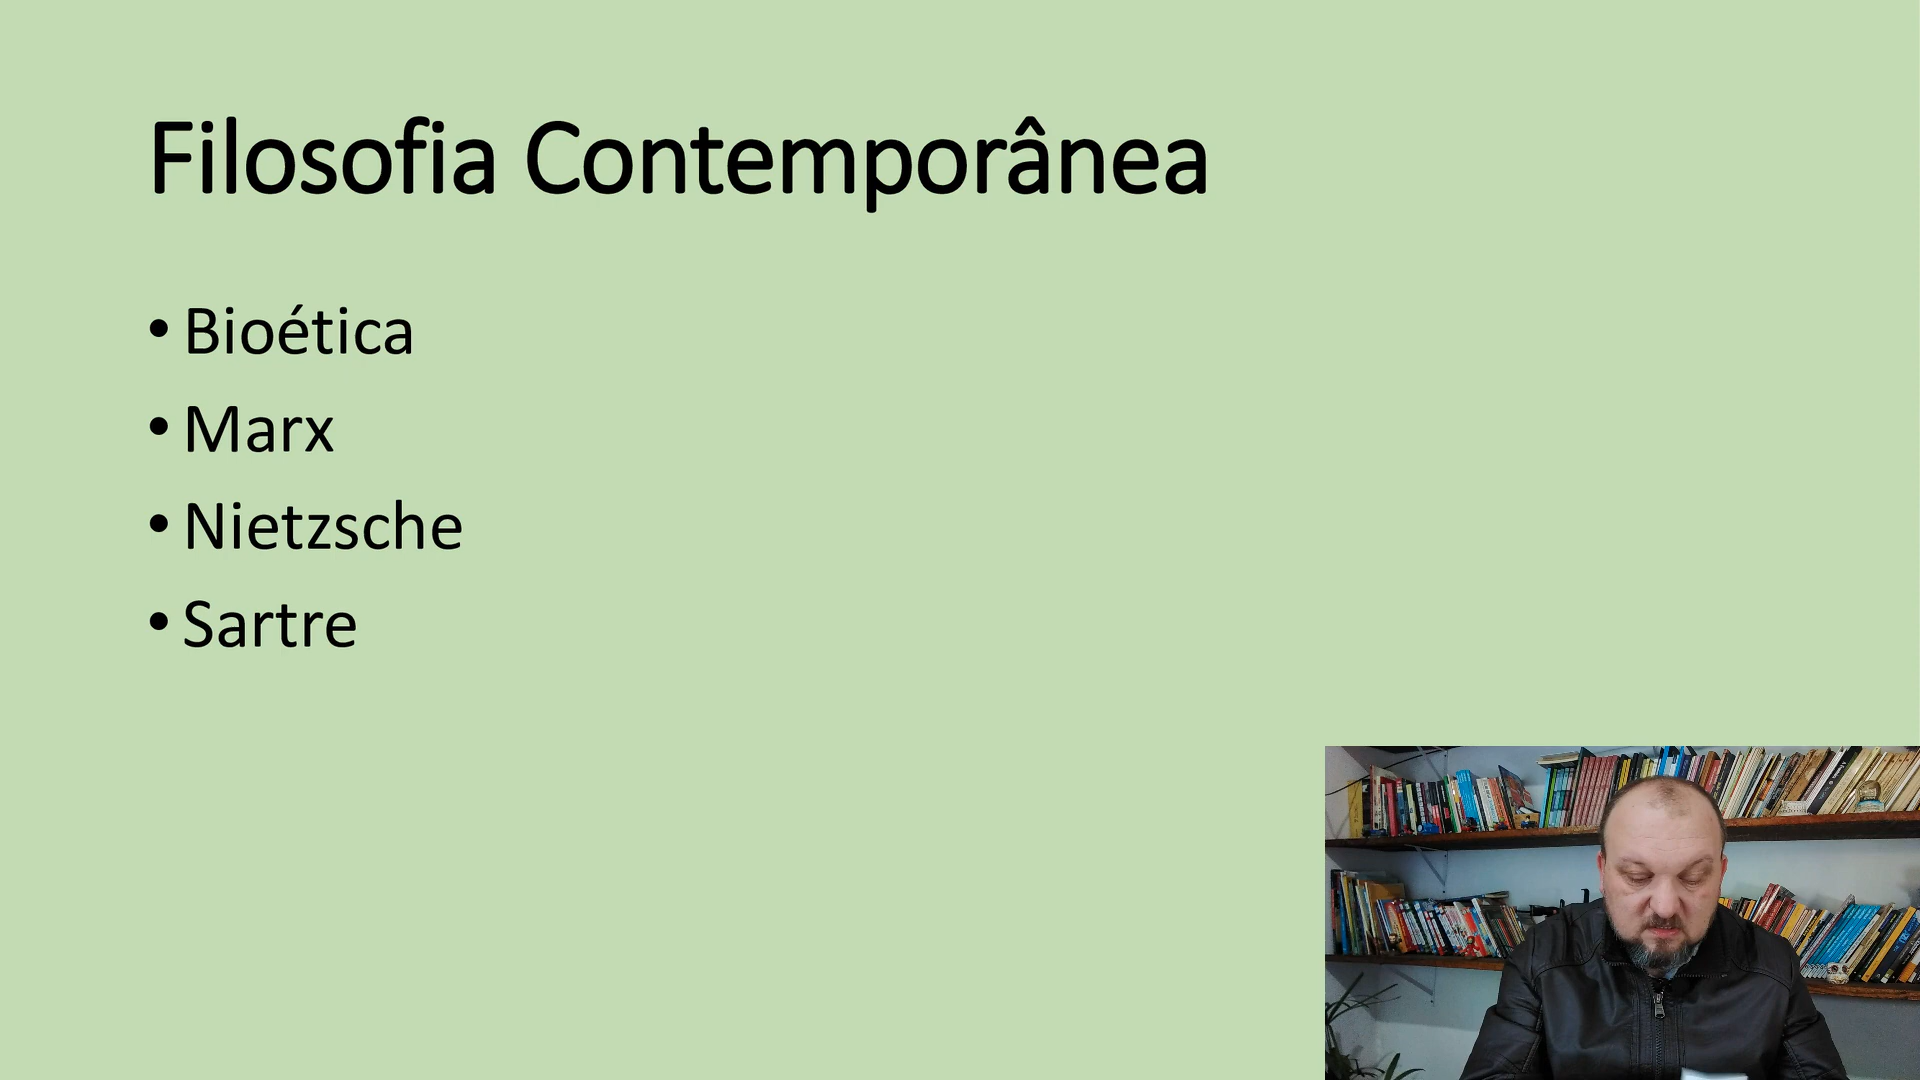 Filosofia Contemporânea
• Bioética
• Marx
• Nietzsche
• Sartre